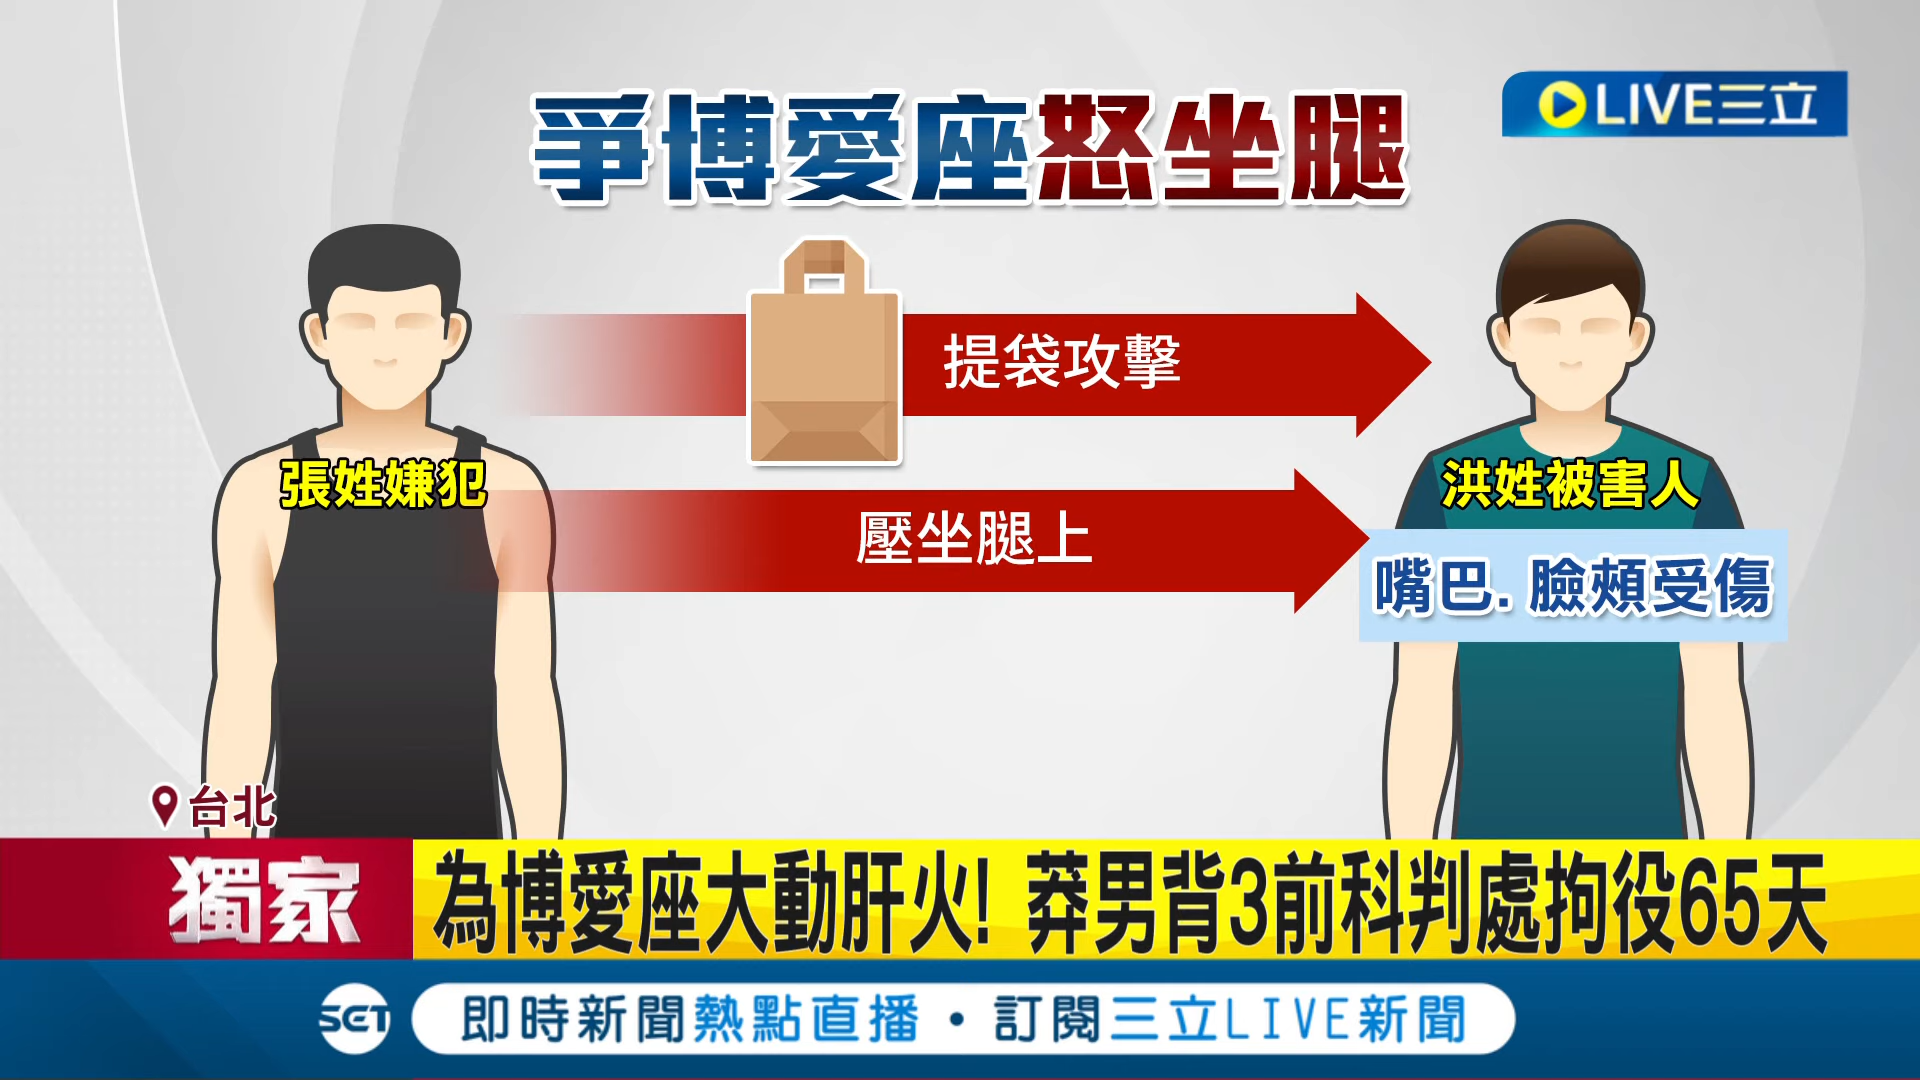 爭博愛座怒坐腿
LIVE三立
提袋攻擊
張姓嫌犯
洪姓被害人
壓坐腿上
嘴巴.臉頰受傷
台北
獨家
為博愛座大動肝火! 莽男背3前科判處拘役65天
SET
即時新聞熱點直播・訂閱三立LIVE新聞